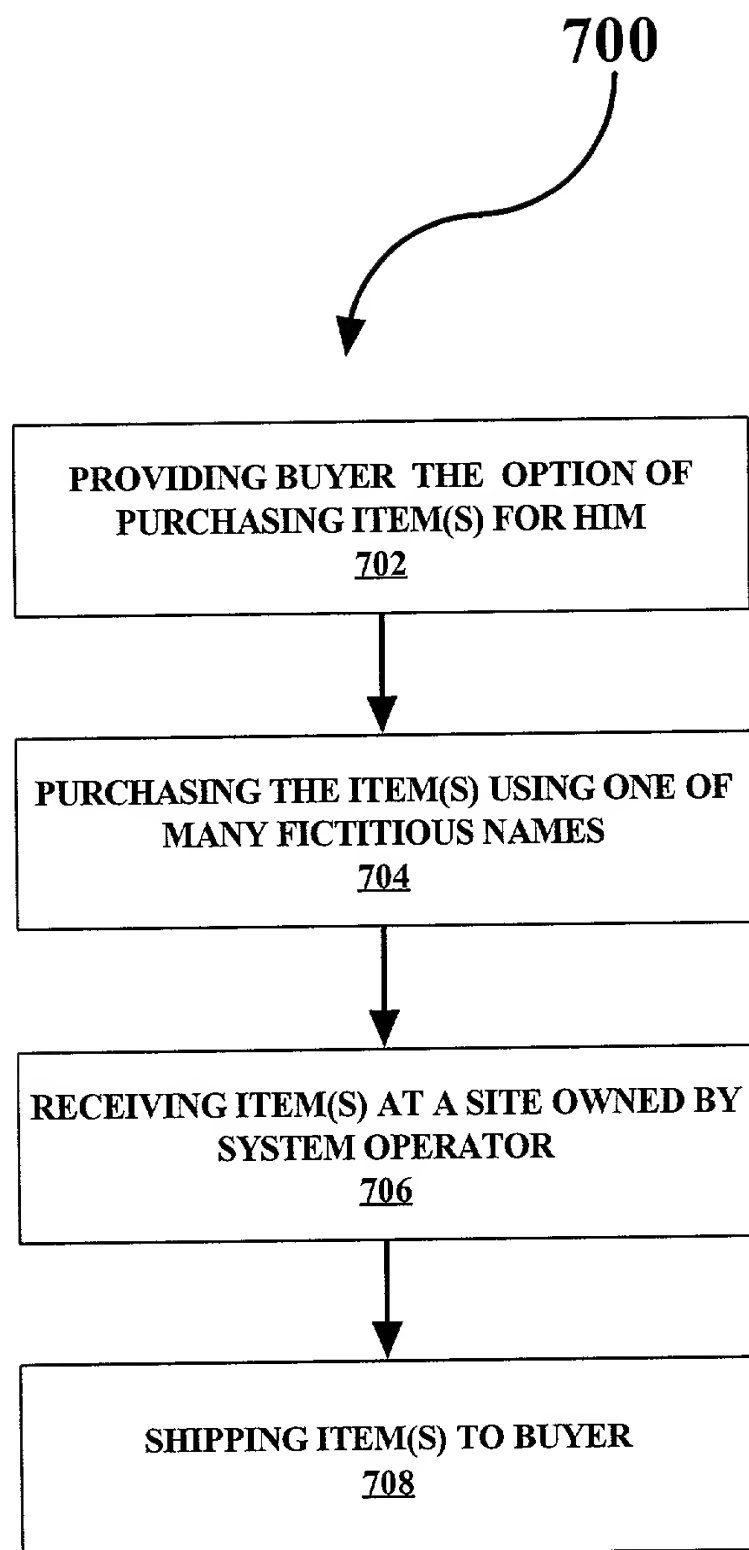 700
PROVIDING BUYER THE OPTION OF
PURCHASING ITEM(S) FOR HIM
702
PURCHASING THE ITEM(S) USING ONE OF
MANY FICTITIOUS NAMES
704
RECEIVING ITEM(S) AT A SITE OWNED BY
SYSTEM OPERATOR
706
SHIPPING ITEM(S) TO BUYER
708